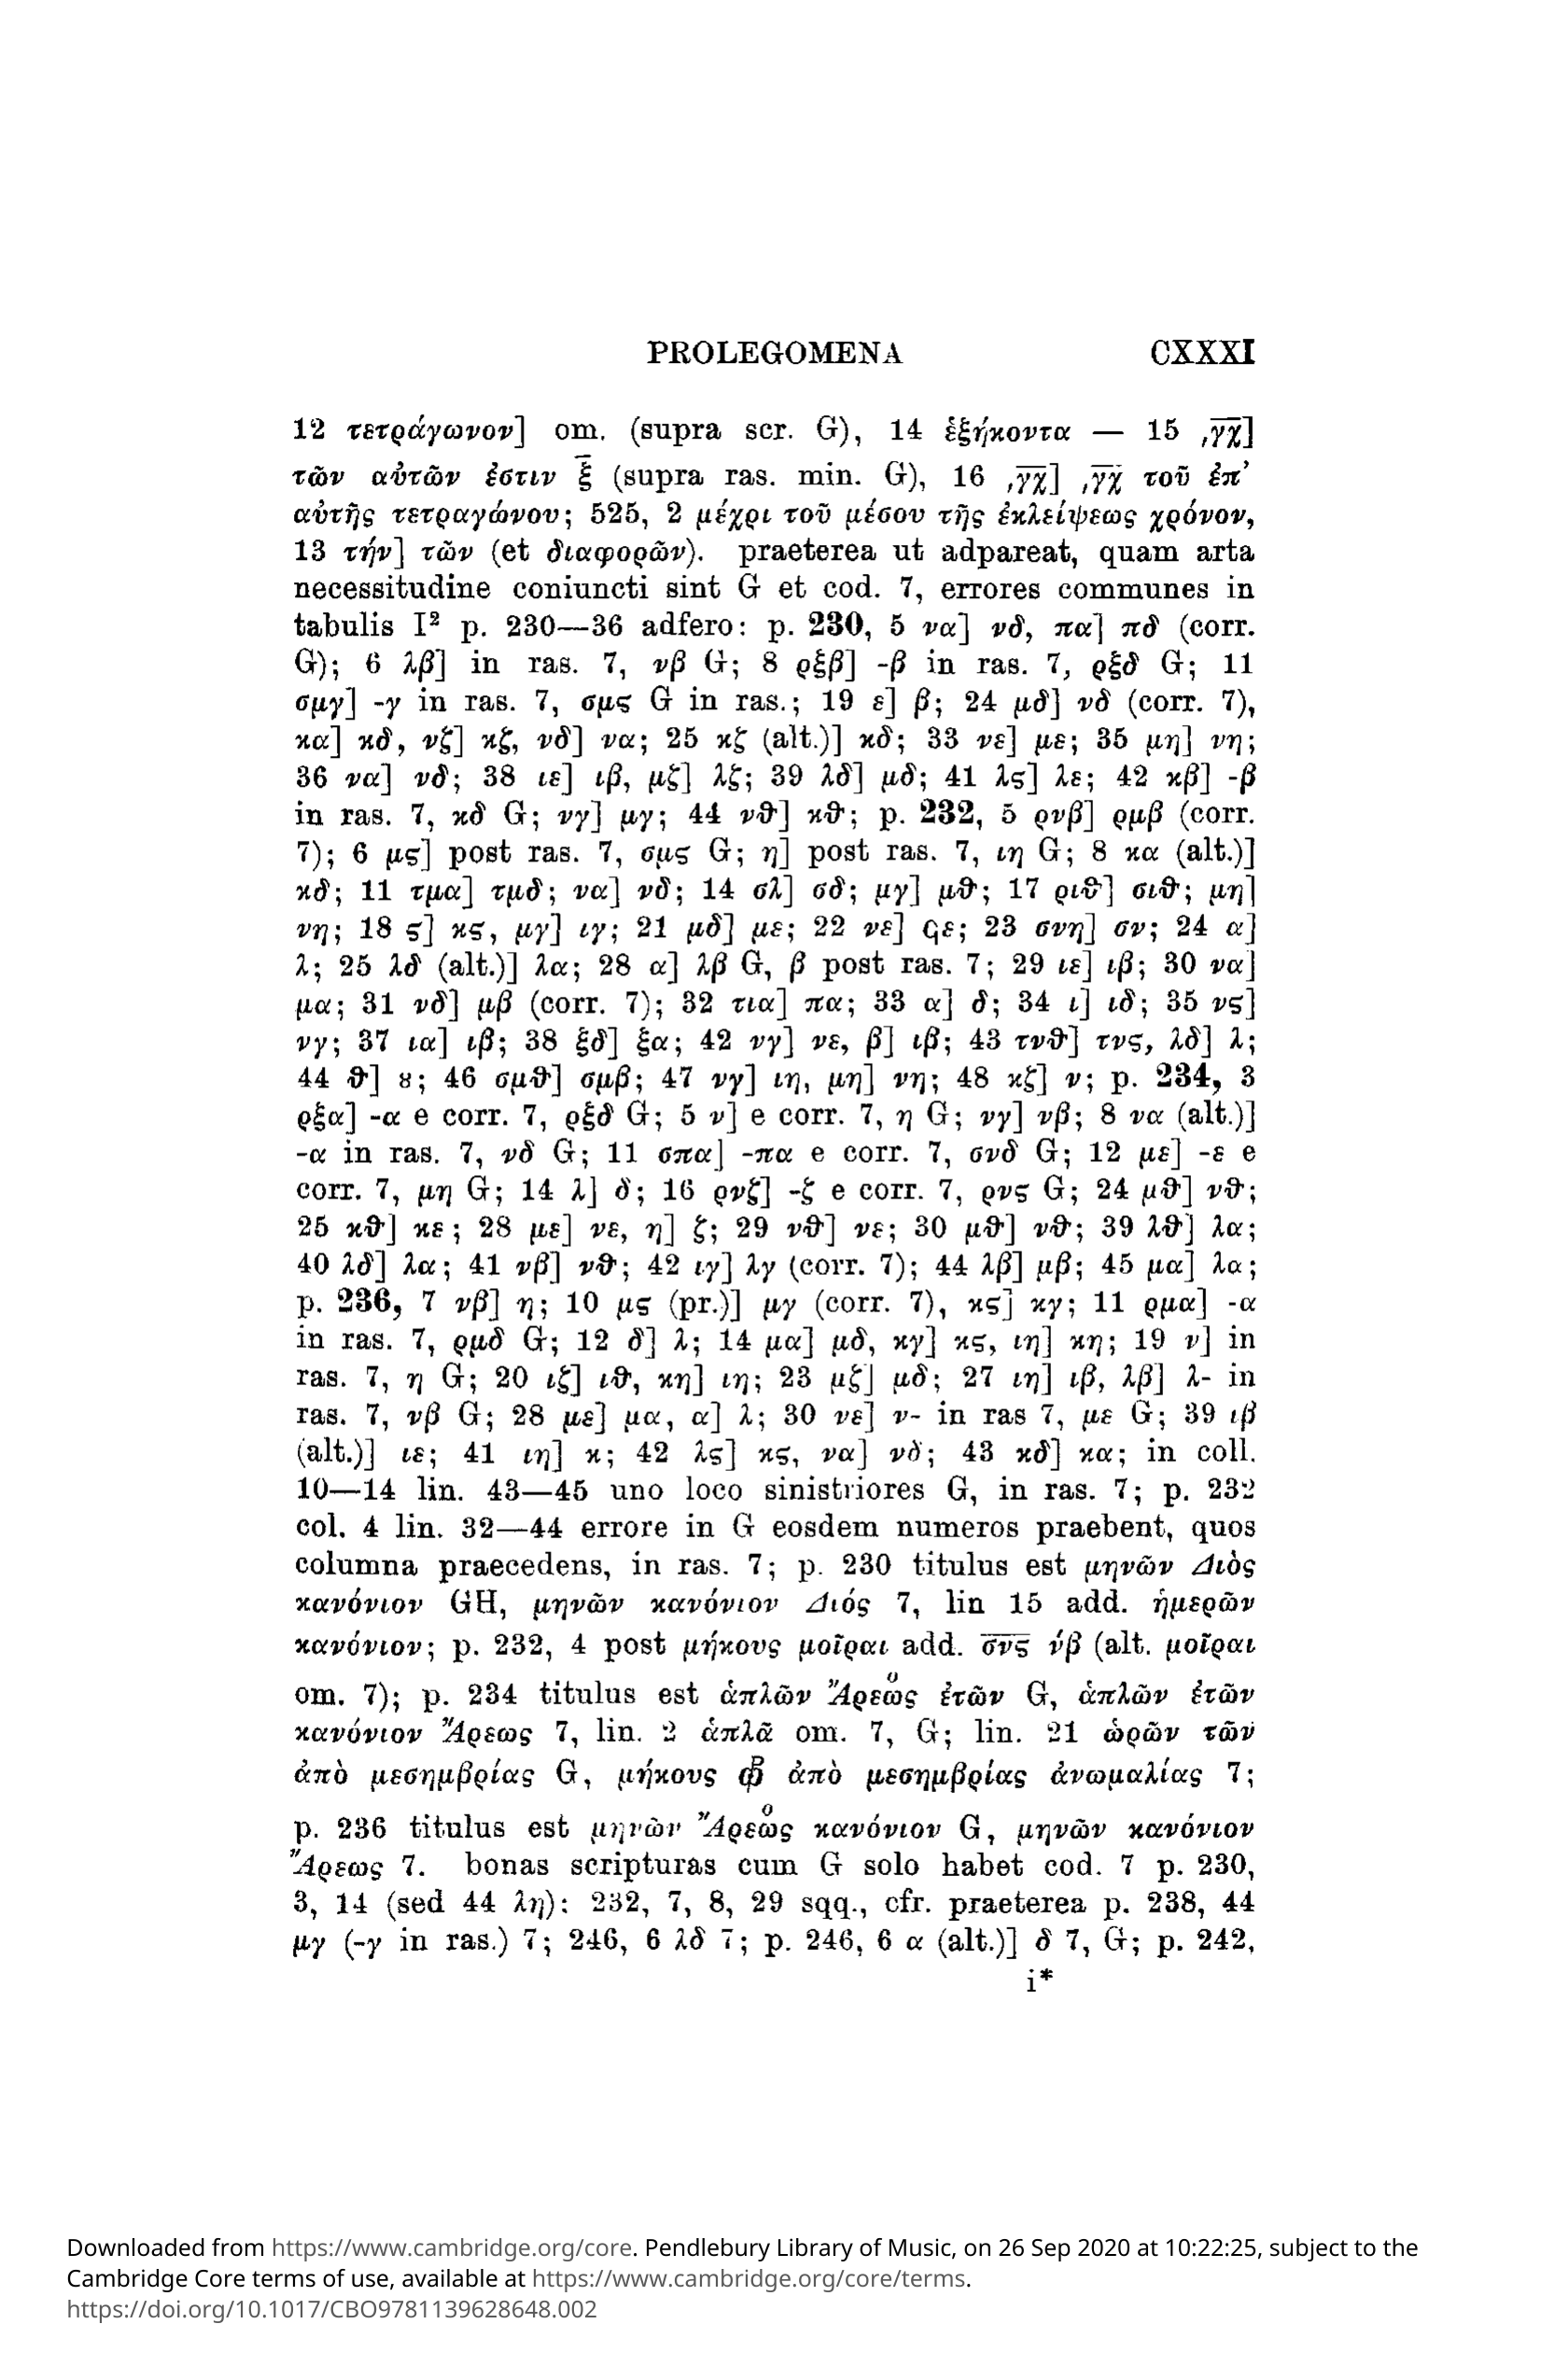 PROLEGOMENA CXXXI
12 τετράγωνον] om. (supra scr. G), 14 ἑξήκοντα — 15 ͵γχ]
τῶν αὐτῶν ἐστιν ξ̄ (supra ras. min. G), 16 ͵γχ] ͵γχ τοῦ ἐπ’
αὐτῆς τετραγώνου; 525, 2 μέχρι τοῦ μέσου τῆς ἐκλείψεως χρόνον,
13 τήν] τῶν (et διαφορῶν). praeterea ut adpareat, quam arta
necessitudine coniuncti sint G et cod. 7, errores communes in
tabulis I² p. 230—36 adfero: p. 230, 5 να] νδ, πα] πδ (corr.
G); 6 λβ] in ras. 7, νβ G; 8 ρξβ] -β in ras. 7, ρξδ G; 11
σμγ] -γ in ras. 7, σμϛ G in ras.; 19 ε] β; 24 μδ] νδ (corr. 7),
κα] κδ, νζ] κζ, νδ] να; 25 κζ (alt.)] κδ; 33 νε] με; 35 μη] νη;
36 να] νδ; 38 ιε] ιβ, μζ] λζ; 39 λδ] μδ; 41 λϛ] λε; 42 κβ] -β
in ras. 7, κδ G; νγ] μγ; 44 νϑ] κϑ; p. 232, 5 ρνβ] ρμβ (corr.
7); 6 μϛ] post ras. 7, σμϛ G; η] post ras. 7, ιη G; 8 κα (alt.)]
κδ; 11 τμα] τμδ; να] νδ; 14 σλ] σδ; μγ] μϑ; 17 ριϑ] σιϑ; μη]
νη; 18 ϛ] κϛ, μγ] ιγ; 21 μδ] με; 22 νε] ϙε; 23 σνη] σν; 24 α]
λ; 25 λδ (alt.)] λα; 28 α] λβ G, β post ras. 7; 29 ιε] ιβ; 30 να]
μα; 31 νδ] μβ (corr. 7); 32 τια] πα; 33 α] δ; 34 ι] ιδ; 35 νϛ]
νγ; 37 ια] ιβ; 38 ξδ] ξα; 42 νγ] νε, β] ιβ; 43 τνϑ] τνϛ, λδ] λ;
44 ϑ] ȣ; 46 σμϑ] σμβ; 47 νγ] ιη, μη] νη; 48 κζ] ν; p. 234, 3
ρξα] -α e corr. 7, ρξδ G; 5 ν] e corr. 7, η G; νγ] νβ; 8 να (alt.)]
-α in ras. 7, νδ G; 11 σπα] -πα e corr. 7, σνδ G; 12 με] -ε e
corr. 7, μη G; 14 λ] δ; 16 ρνζ] -ζ e corr. 7, ρνϛ G; 24 μϑ] νϑ;
25 κϑ] κε; 28 με] νε, η] ζ; 29 νϑ] νε; 30 μϑ] νϑ; 39 λϑ] λα;
40 λδ] λα; 41 νβ] νϑ; 42 ιγ] λγ (corr. 7); 44 λβ] μβ; 45 μα] λα;
p. 236, 7 νβ] η; 10 μϛ (pr.)] μγ (corr. 7), κϛ] κγ; 11 ρμα] -α
in ras. 7, ρμδ G; 12 δ] λ; 14 μα] μδ, κγ] κϛ, ιη] κη; 19 ν] in
ras. 7, η G; 20 ιζ] ιϑ, κη] ιη; 23 μζ] μδ; 27 ιη] ιβ, λβ] λ- in
ras. 7, νβ G; 28 με] μα, α] λ; 30 νε] ν- in ras 7, με G; 39 ιβ
(alt.)] ιε; 41 ιη] κ; 42 λϛ] κϛ, να] νδ; 43 κδ] κα; in coll.
10—14 lin. 43—45 uno loco sinistriores G, in ras. 7; p. 232
col. 4 lin. 32—44 errore in G eosdem numeros praebent, quos
columna praecedens, in ras. 7; p. 230 titulus est μηνῶν Διὸς
κανόνιον GH, μηνῶν κανόνιον Διός 7, lin 15 add. ἡμερῶν
κανόνιον; p. 232, 4 post μήκους μοῖραι add. σνϛ νβ (alt. μοῖραι
om. 7); p. 234 titulus est ἁπλῶν Ἄρεως ἐτῶν G, ἁπλῶν ἐτῶν
κανόνιον Ἄρεως 7, lin. 2 ἁπλᾶ om. 7, G; lin. 21 ὡρῶν τῶν
ἀπὸ μεσημβρίας G, μήκους ἀπὸ μεσημβρίας ἀνωμαλίας 7;
p. 236 titulus est μηνῶν Ἄρεως κανόνιον G, μηνῶν κανόνιον
Ἄρεως 7. bonas scripturas cum G solo habet cod. 7 p. 230,
3, 14 (sed 44 λη): 232, 7, 8, 29 sqq., cfr. praeterea p. 238, 44
μγ (-γ in ras.) 7; 246, 6 λδ 7; p. 246, 6 α (alt.)] δ 7, G; p. 242,
i*
Downloaded from https://www.cambridge.org/core. Pendlebury Library of Music, on 26 Sep 2020 at 10:22:25, subject to the
Cambridge Core terms of use, available at https://www.cambridge.org/core/terms.
https://doi.org/10.1017/CBO9781139628648.002